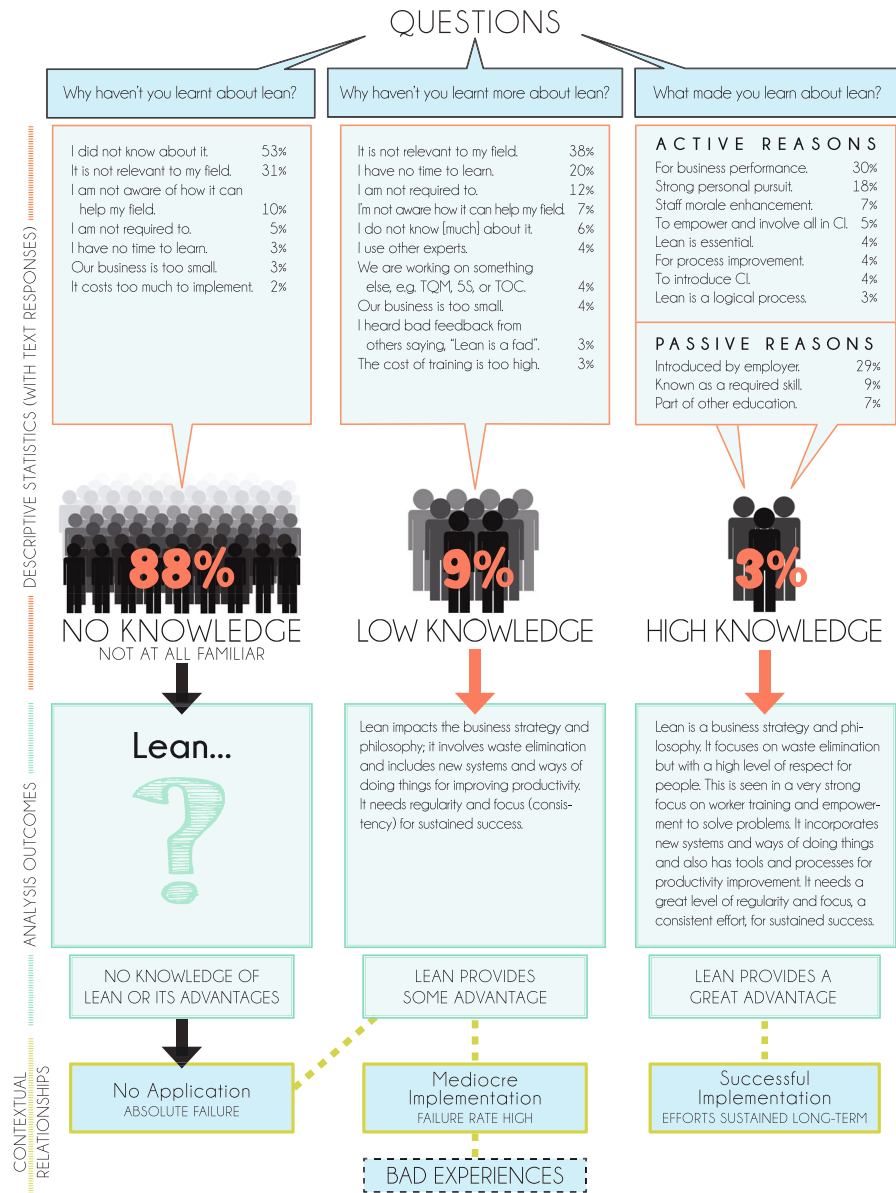 QUESTIONS
Why haven't you learnt about lean?
Why haven't you learnt more about lean?
What made you learn about lean?
DESCRIPTIVE STATISTICS (WITH TEXT RESPONSES)
I did not know about it. 53%
It is not relevant to my field. 31%
I am not aware of how it can
help my field. 10%
I am not required to. 5%
I have no time to learn. 3%
Our business is too small. 3%
It costs too much to implement. 2%
It is not relevant to my field. 38%
I have no time to learn. 20%
I am not required to. 12%
I'm not aware how it can help my field. 7%
I do not know [much] about it. 6%
I use other experts. 4%
We are working on something
else, e.g. TQM, 5S, or TOC. 4%
Our business is too small. 4%
I heard bad feedback from
others saying, "Lean is a fad". 3%
The cost of training is too high. 3%
ACTIVE REASONS
For business performance. 30%
Strong personal pursuit. 18%
Staff morale enhancement. 7%
To empower and involve all in CI. 5%
Lean is essential. 4%
For process improvement. 4%
To introduce CI. 4%
Lean is a logical process. 3%
PASSIVE REASONS
Introduced by employer. 29%
Known as a required skill. 9%
Part of other education. 7%
88%
NO KNOWLEDGE
NOT AT ALL FAMILIAR
9%
LOW KNOWLEDGE
3%
HIGH KNOWLEDGE
ANALYSIS OUTCOMES
Lean...
?
Lean impacts the business strategy and
philosophy; it involves waste elimination
and includes new systems and ways of
doing things for improving productivity.
It needs regularity and focus (consis-
tency) for sustained success.
Lean is a business strategy and phi-
losophy. It focuses on waste elimination
but with a high level of respect for
people. This is seen in a very strong
focus on worker training and empower-
ment to solve problems. It incorporates
new systems and ways of doing things
and also has tools and processes for
productivity improvement. It needs a
great level of regularity and focus, a
consistent effort, for sustained success.
NO KNOWLEDGE OF
LEAN OR ITS ADVANTAGES
LEAN PROVIDES
SOME ADVANTAGE
LEAN PROVIDES A
GREAT ADVANTAGE
CONTEXTUAL
RELATIONSHIPS
No Application
ABSOLUTE FAILURE
Mediocre
Implementation
FAILURE RATE HIGH
Successful
Implementation
EFFORTS SUSTAINED LONG-TERM
BAD EXPERIENCES